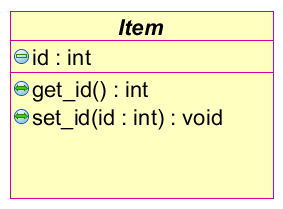 Item
id : int
get_id() : int
set_id(id : int) : void